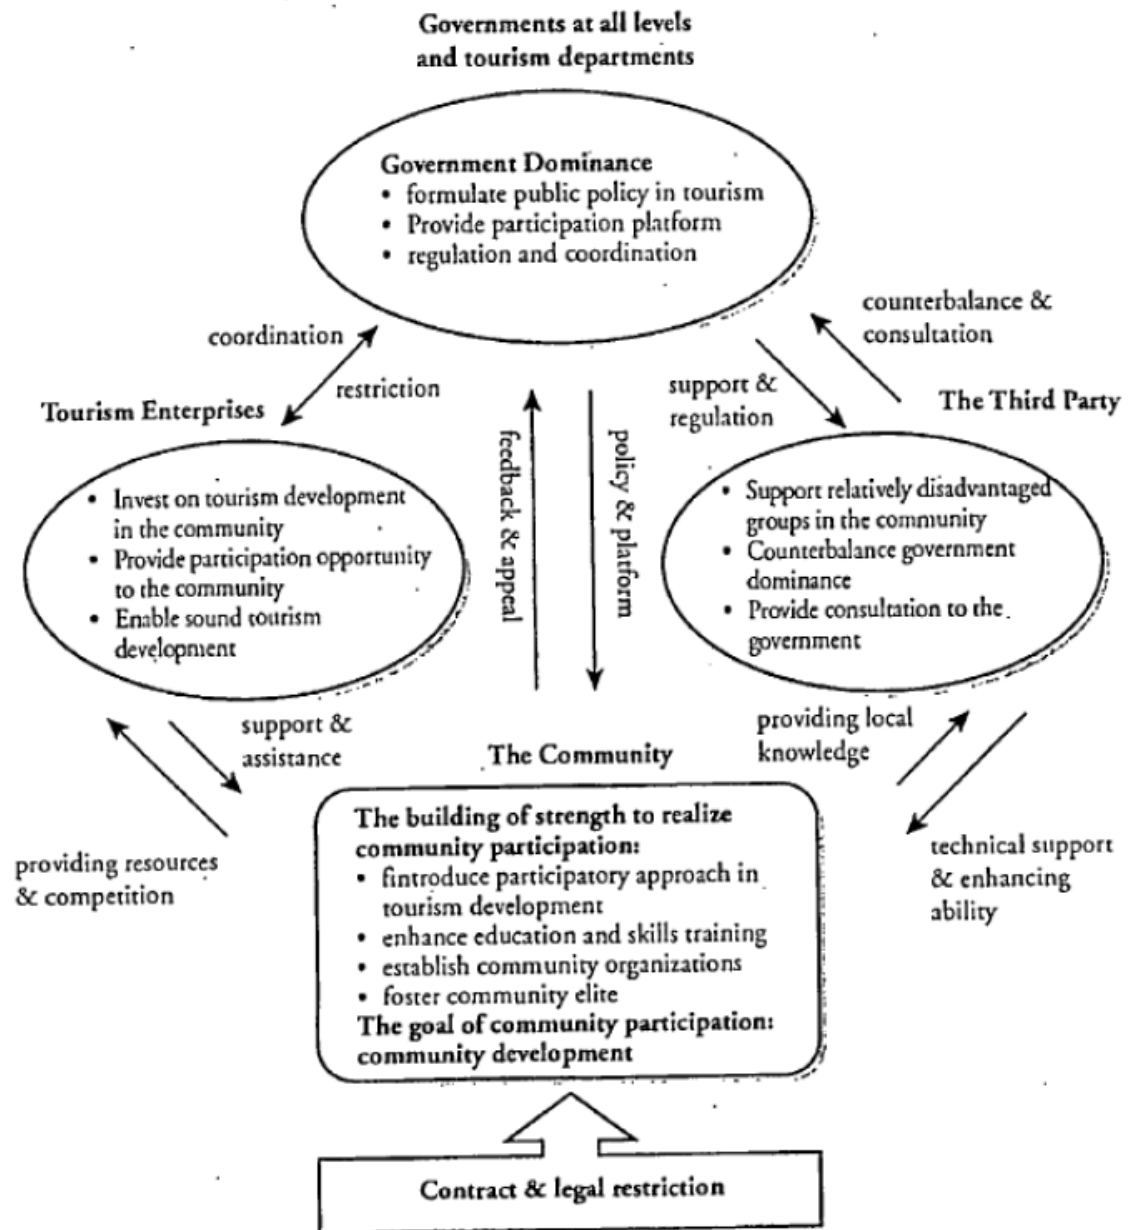 Governments at all levels
and tourism departments
Government Dominance
• formulate public policy in tourism
• Provide participation platform
• regulation and coordination
coordination
restriction
support &
regulation
counterbalance &
consultation
Tourism Enterprises
• Invest on tourism development
in the community
• Provide participation opportunity
to the community
• Enable sound tourism
development
feedback & appeal
policy & platform
The Third Party
• Support relatively disadvantaged
groups in the community
• Counterbalance government
dominance
• Provide consultation to the
government
support &
assistance
providing resources
& competition
providing local
knowledge
technical support
& enhancing
ability
The Community
The building of strength to realize
community participation:
• fintroduce participatory approach in
tourism development
• enhance education and skills training
• establish community organizations
• foster community elite
The goal of community participation:
community development
Contract & legal restriction